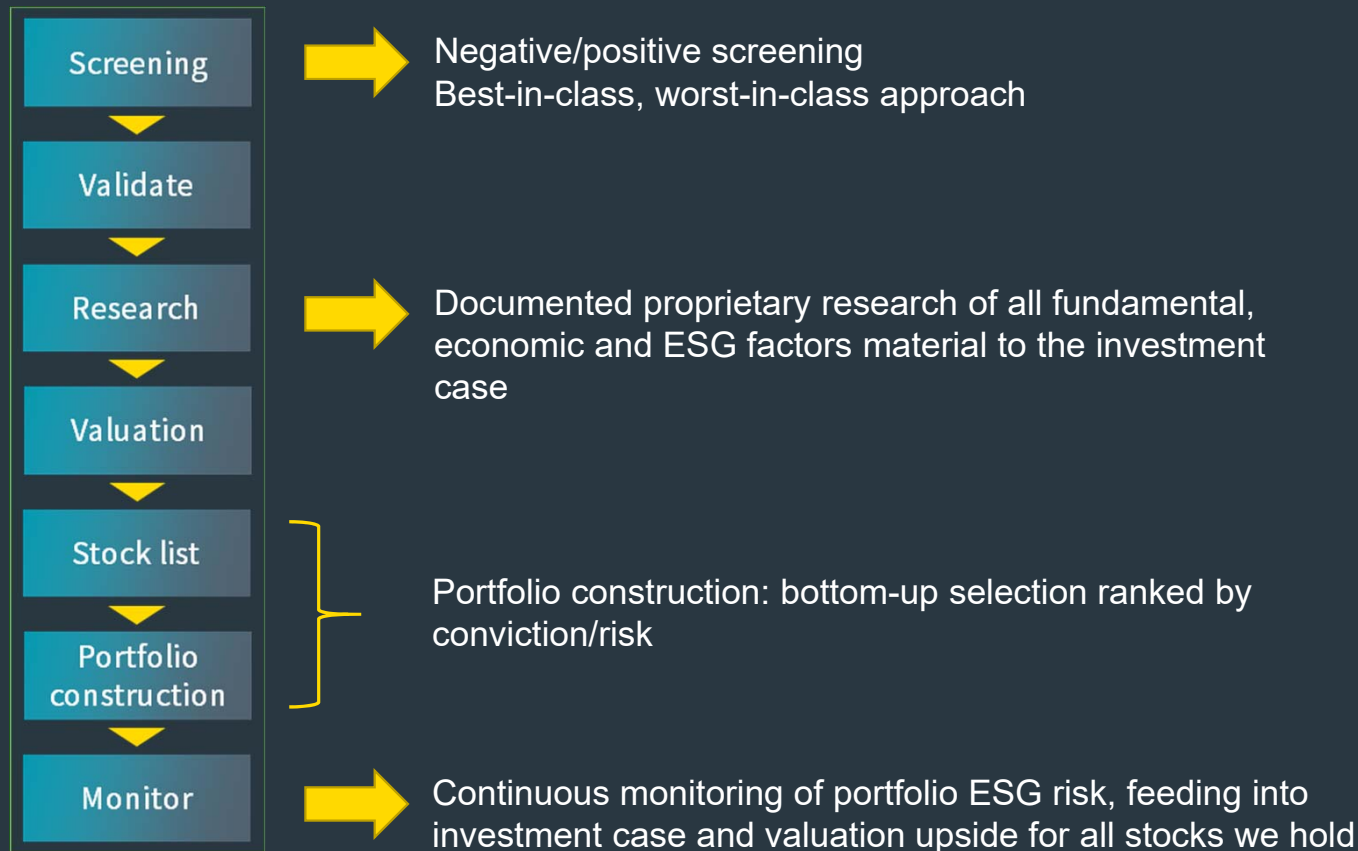 Screening
Negative/positive screening
Best-in-class, worst-in-class approach
Validate
Research
Documented proprietary research of all fundamental,
economic and ESG factors material to the investment
case
Valuation
Stock list
Portfolio construction: bottom-up selection ranked by
conviction/risk
Portfolio
construction
Monitor
Continuous monitoring of portfolio ESG risk, feeding into
investment case and valuation upside for all stocks we hold